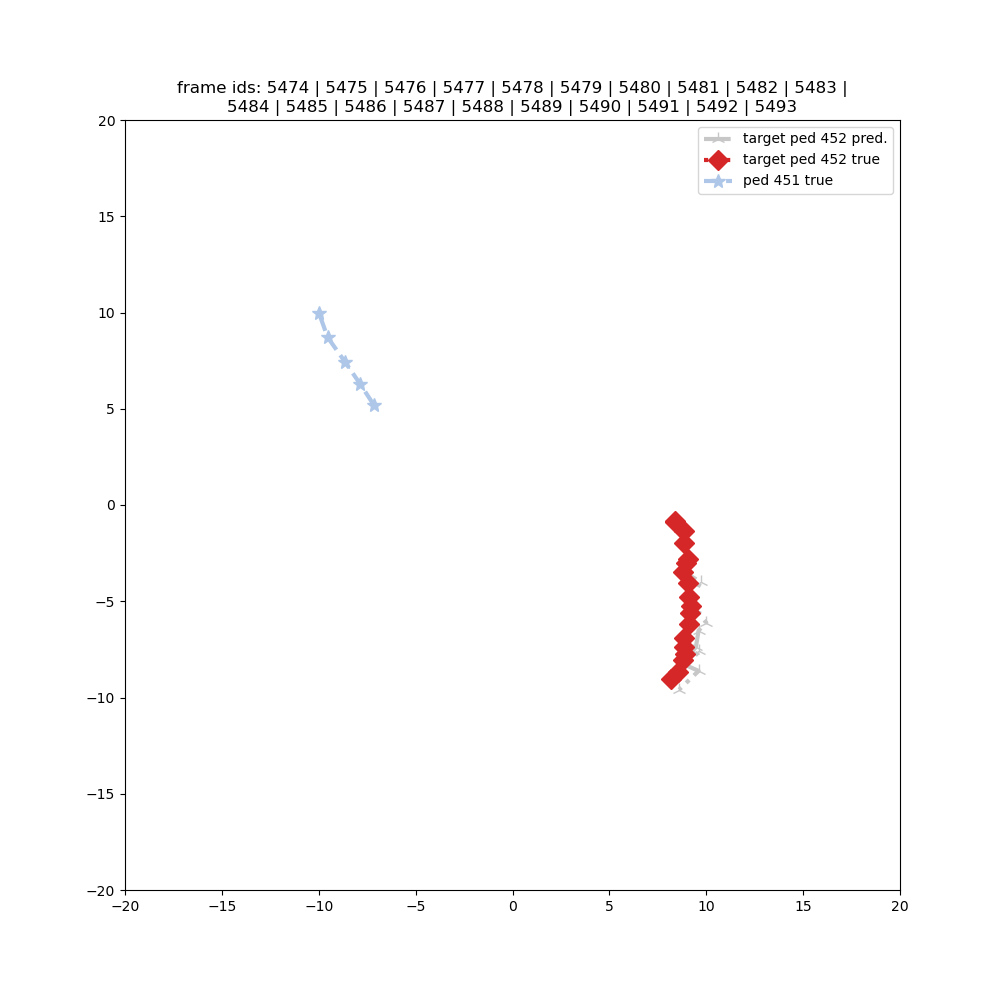 frame ids: 5474 | 5475 | 5476 | 5477 | 5478 | 5479 | 5480 | 5481 | 5482 | 5483 |
5484 | 5485 | 5486 | 5487 | 5488 | 5489 | 5490 | 5491 | 5492 | 5493
target ped 452 pred.
target ped 452 true
ped 451 true
20
15
10
5
0
−5
−10
−15
−20
−20 −15 −10 −5 0 5 10 15 20